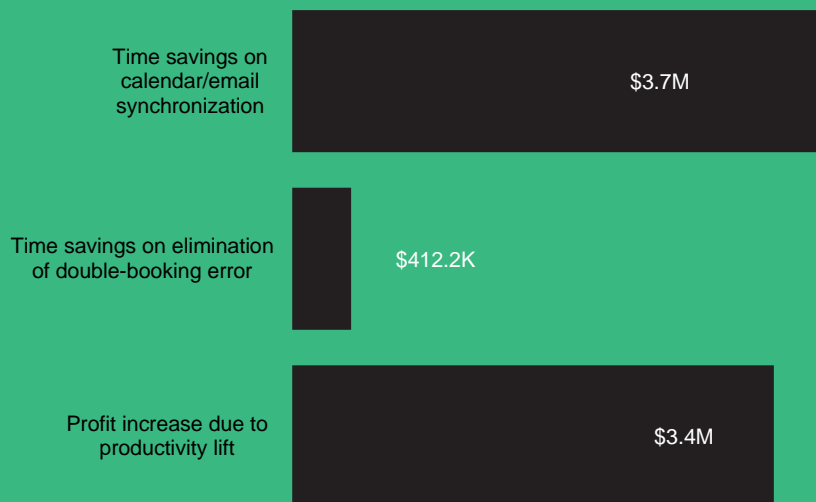 Time savings on
calendar/email
synchronization
$3.7M
Time savings on elimination
of double-booking error
$412.2K
Profit increase due to
productivity lift
$3.4M